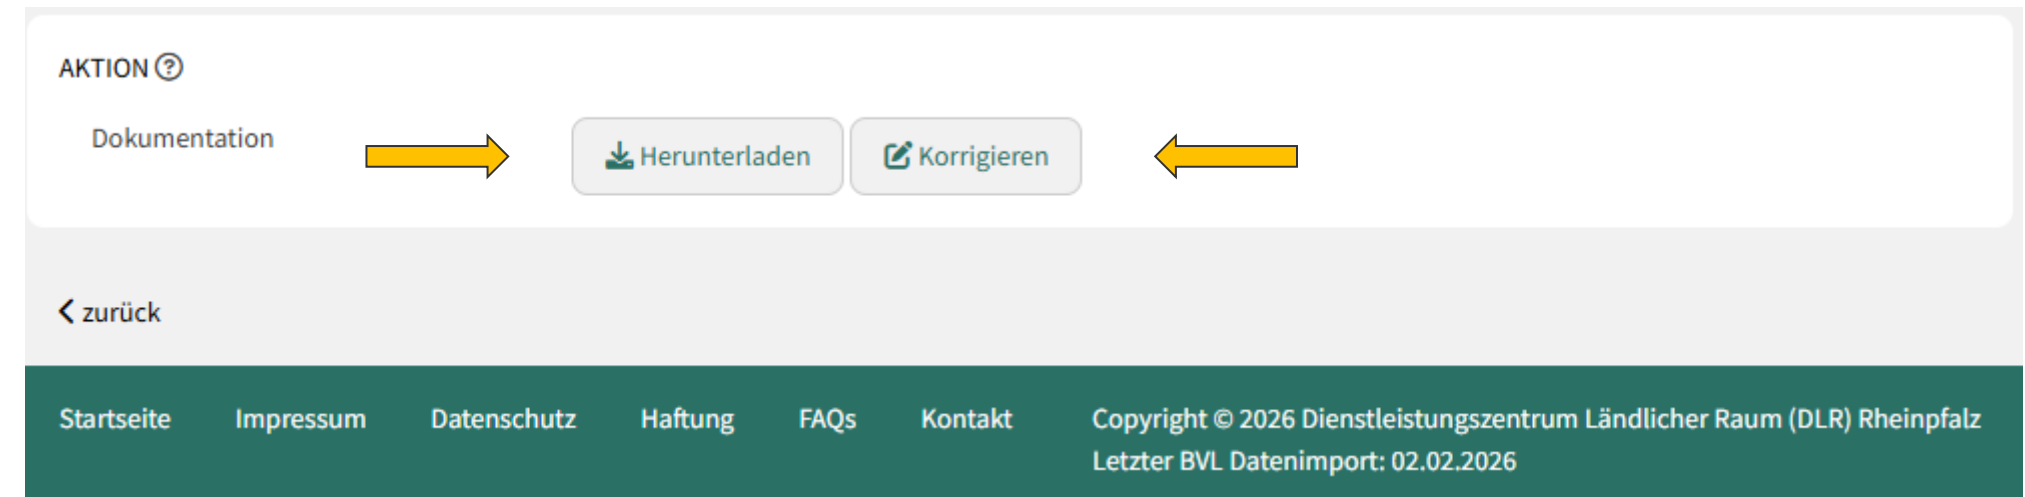 AKTION
Dokumentation
Herunterladen
Korrigieren
zurück
Startseite Impressum Datenschutz Haftung FAQs Kontakt Copyright © 2026 Dienstleistungszentrum Ländlicher Raum (DLR) Rheinpfalz
Letzter BVL Datenimport: 02.02.2026